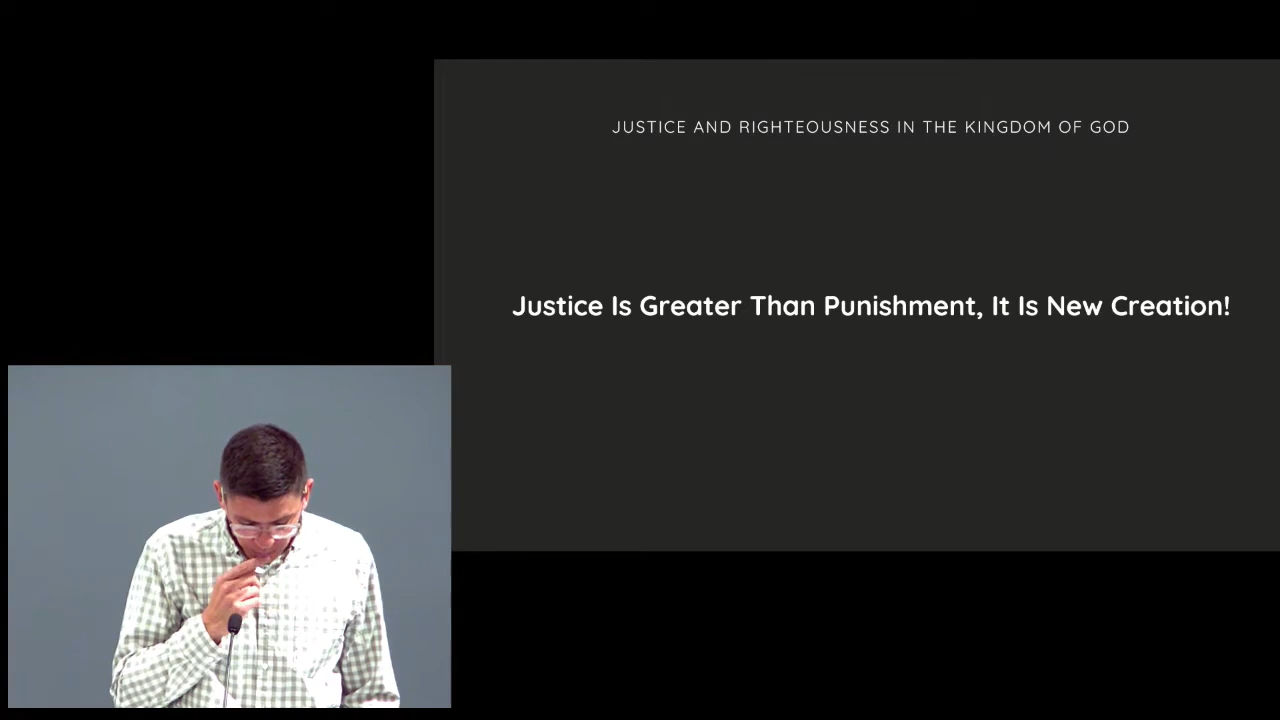 JUSTICE AND RIGHTEOUSNESS IN THE KINGDOM OF GOD
Justice Is Greater Than Punishment, It Is New Creation!